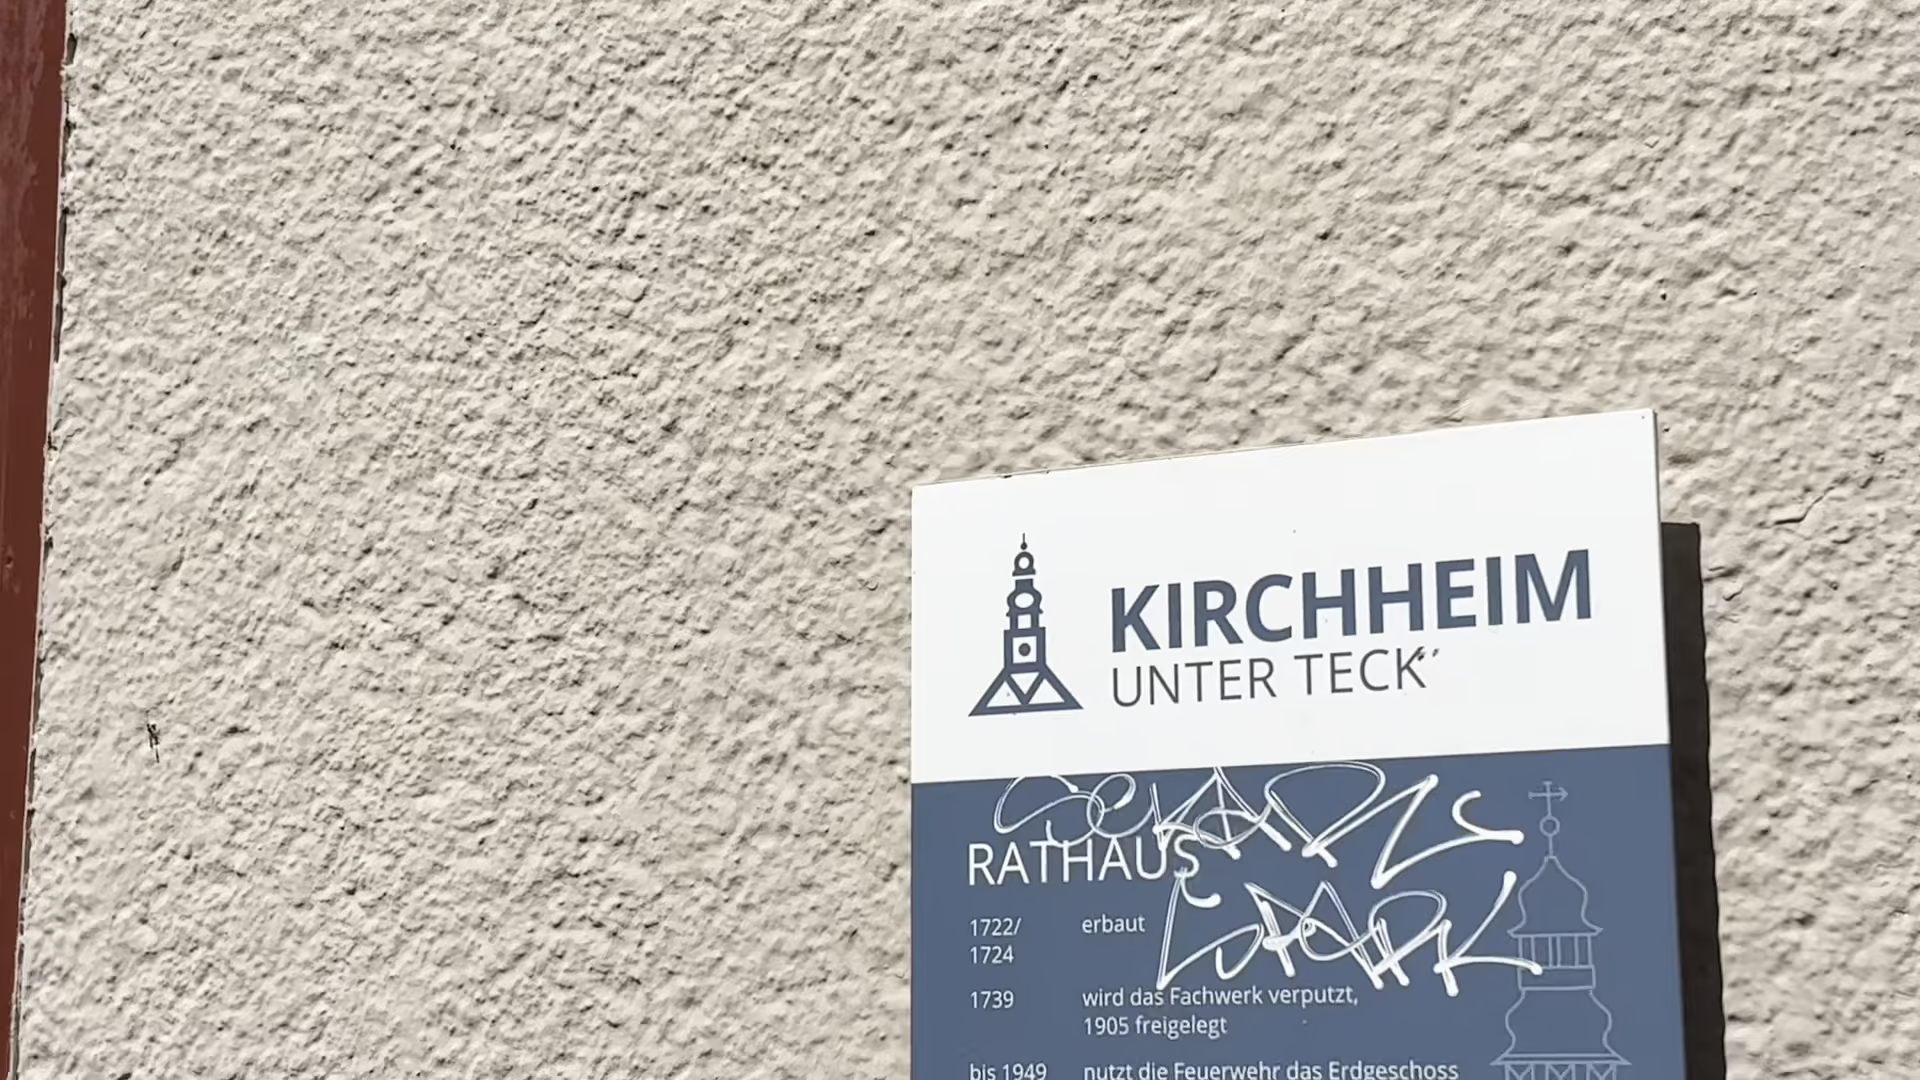 KIRCHHEIM
UNTER TECK
RATHAUS
1722/ erbaut
1724
1739 wird das Fachwerk verputzt,
1905 freigelegt
bis 1949 nutzt die Feuerwehr das Erdgeschoss